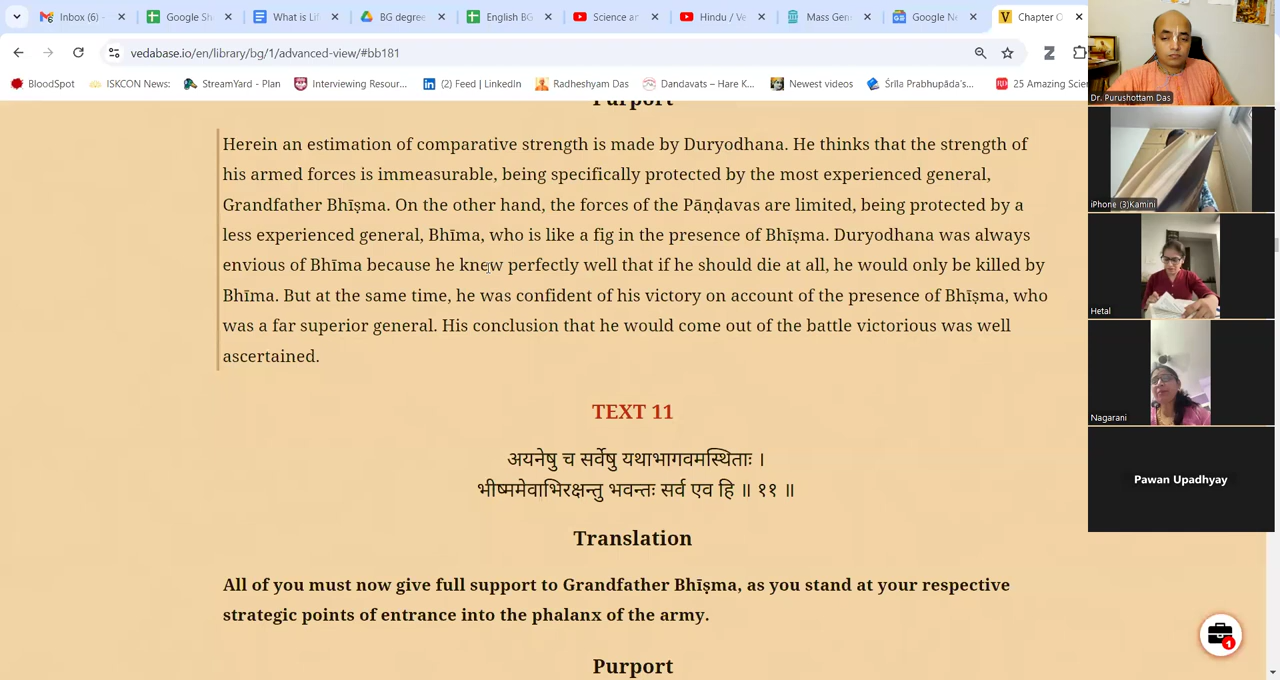 Inbox (6) -
Google Sh
What is Lif
BG degree
English BG
Science an
Hindu / Ve
Mass Gen
Google Ne
Chapter O
vedabase.io/en/library/bg/1/advanced-view/#bb181
BloodSpot
ISKCON News:
StreamYard - Plan
Interviewing Resour...
(2) Feed | LinkedIn
Radheshyam Das
Dandavats – Hare K...
Newest videos
Śrīla Prabhupāda's...
25 Amazing Scien
Purport
Herein an estimation of comparative strength is made by Duryodhana. He thinks that the strength of
his armed forces is immeasurable, being specifically protected by the most experienced general,
Grandfather Bhīṣma. On the other hand, the forces of the Pāṇḍavas are limited, being protected by a
less experienced general, Bhīma, who is like a fig in the presence of Bhīṣma. Duryodhana was always
envious of Bhīma because he knew perfectly well that if he should die at all, he would only be killed by
Bhīma. But at the same time, he was confident of his victory on account of the presence of Bhīṣma, who
was a far superior general. His conclusion that he would come out of the battle victorious was well
ascertained.
TEXT 11
अयनेषु च सर्वेषु यथाभागवमस्थिताः ।
भीष्ममेवाभिरक्षन्तु भवन्तः सर्व एव हि ॥ ११ ॥
Translation
All of you must now give full support to Grandfather Bhīṣma, as you stand at your respective
strategic points of entrance into the phalanx of the army.
Purport
Dr. Purushottam Das
iPhone (3)Kamini
Hetal
Nagarani
Pawan Upadhyay
1